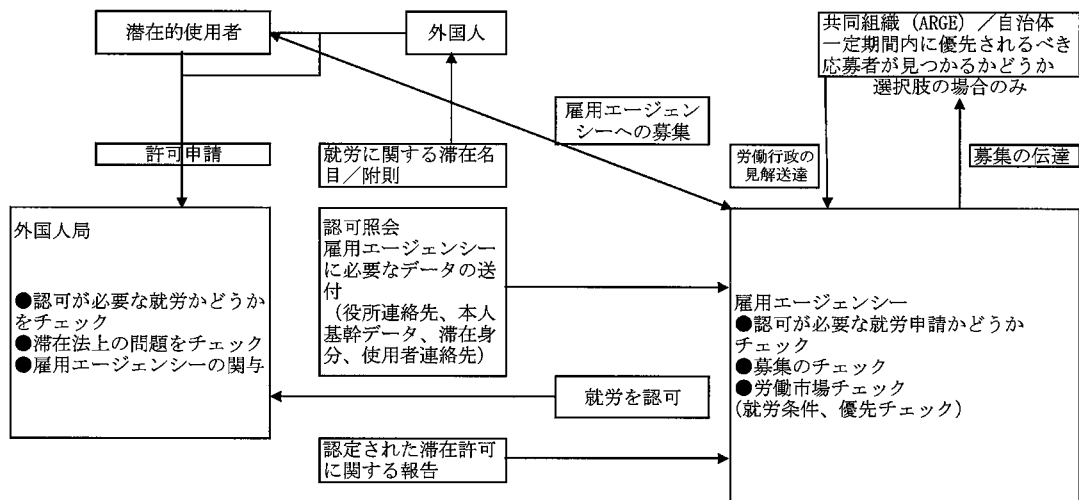 潜在的使用者
外国人
共同組織（ARGE）／自治体
一定期間内に優先されるべき
応募者が見つかるかどうか
選択肢の場合のみ
雇用エージェン
シーへの募集
許可申請
就労に関する滞在名
目／附則
労働行政の
見解送達
募集の伝達
外国人局
●認可が必要な就労かどうか
をチェック
●滞在法上の問題をチェック
●雇用エージェンシーの関与
認可照会
雇用エージェンシー
に必要なデータの送
付
（役所連絡先、本人
基幹データ、滞在身
分、使用者連絡先）
雇用エージェンシー
●認可が必要な就労申請かどうか
チェック
●募集のチェック
●労働市場チェック
(就労条件、優先チェック）
就労を認可
認定された滞在許可
に関する報告